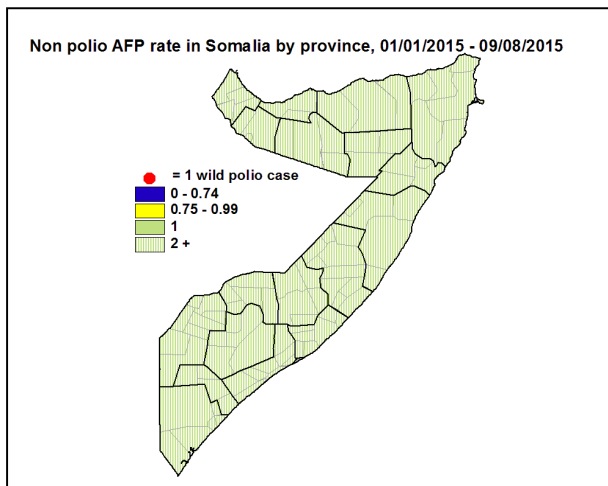 Non polio AFP rate in Somalia by province, 01/01/2015 - 09/08/2015
= 1 wild polio case
0 - 0.74
0.75 - 0.99
1
2 +